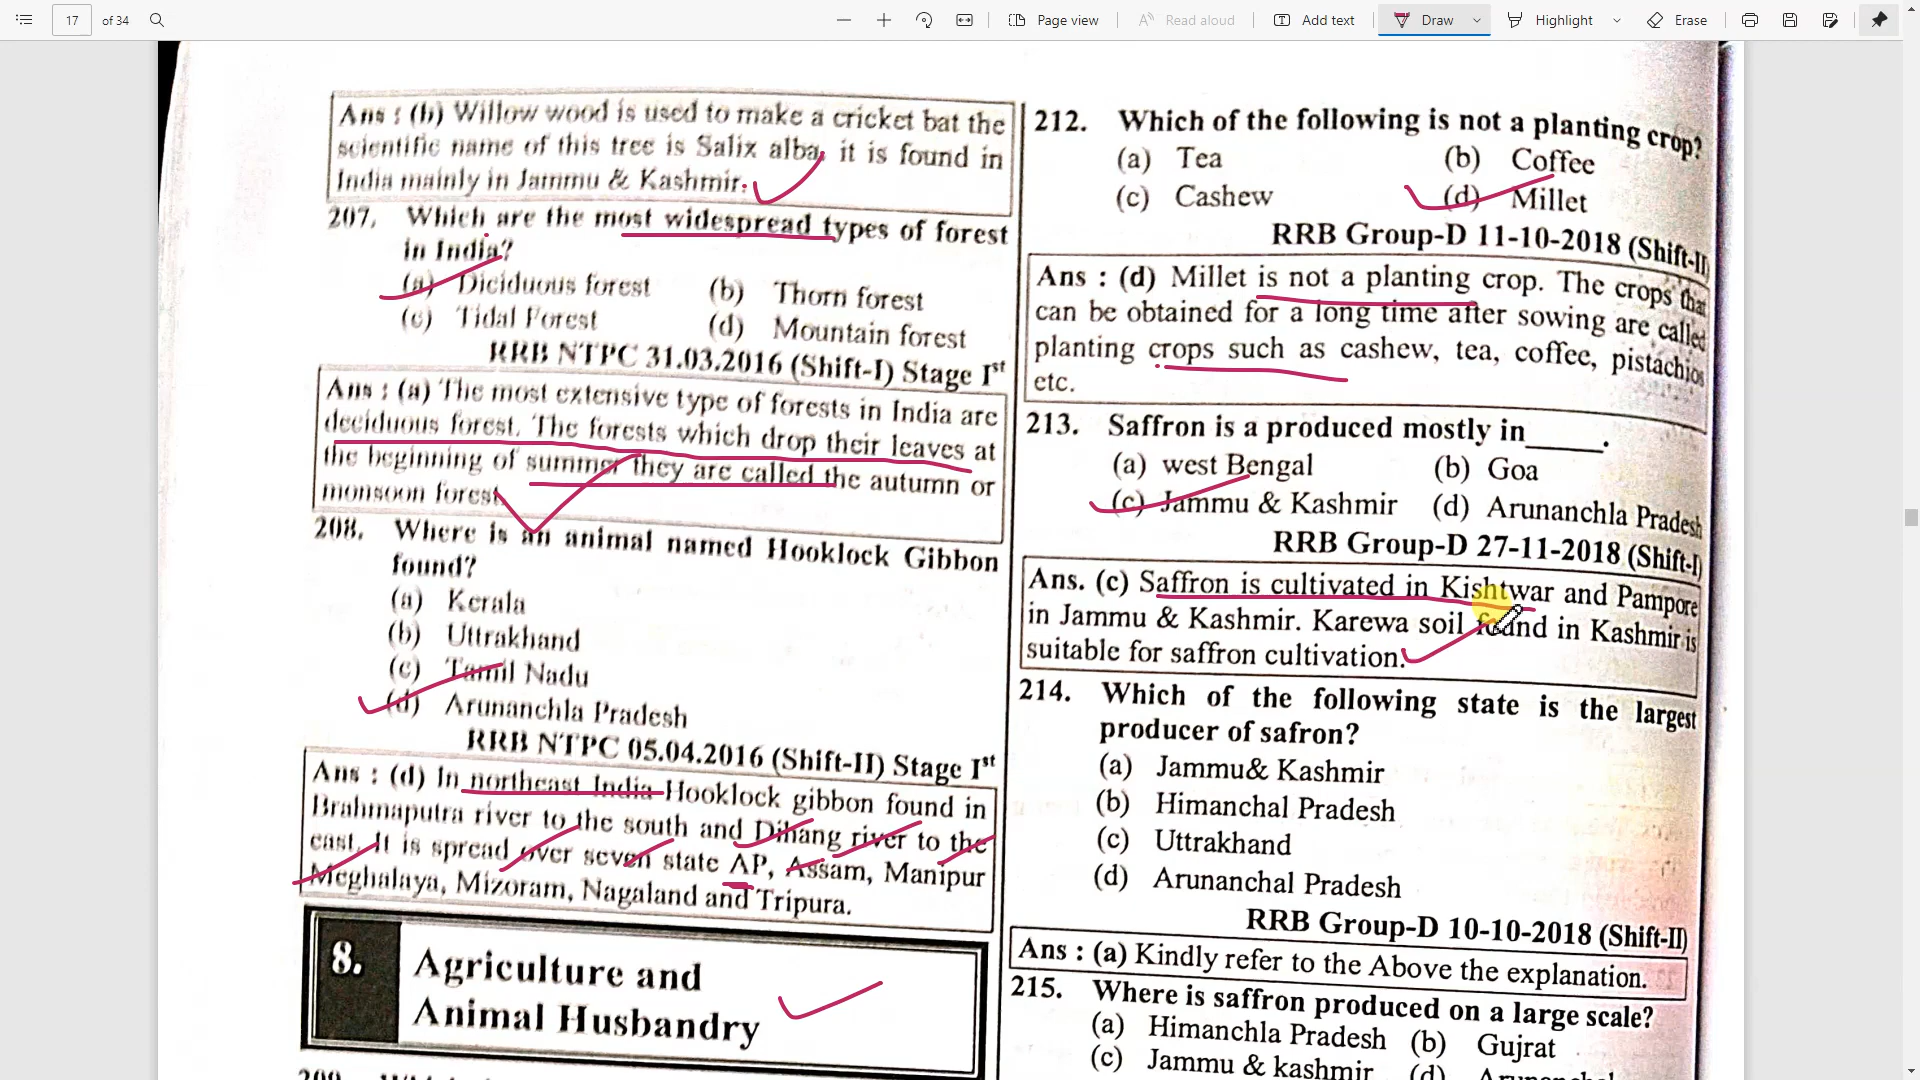 17 of 34
Page view
Read aloud
Add text
Draw
Highlight
Erase
Ans : (b) Willow wood is used to make a cricket bat the
scientific name of this tree is Salix alba, it is found in
India mainly in Jammu & Kashmir.
207. Which are the most widespread types of forest
in India?
(a) Diciduous forest (b) Thorn forest
(c) Tidal Forest (d) Mountain forest
RRB NTPC 31.03.2016 (Shift-I) Stage Ist
Ans : (a) The most extensive type of forests in India are
deciduous forest. The forests which drop their leaves at
the beginning of summer they are called the autumn or
monsoon forest.
208. Where is an animal named Hooklock Gibbon
found?
(a) Kerala
(b) Uttrakhand
(c) Tamil Nadu
(d) Arunanchla Pradesh
RRB NTPC 05.04.2016 (Shift-II) Stage Ist
Ans : (d) In northeast India Hooklock gibbon found in
Brahmaputra river to the south and Dihang river to the
east. It is spread over seven state AP, Assam, Manipur
Meghalaya, Mizoram, Nagaland and Tripura.
8. Agriculture and
Animal Husbandry
212. Which of the following is not a planting crop?
(a) Tea (b) Coffee
(c) Cashew (d) Millet
RRB Group-D 11-10-2018 (Shift-II)
Ans : (d) Millet is not a planting crop. The crops that
can be obtained for a long time after sowing are called
planting crops such as cashew, tea, coffee, pistachios
etc.
213. Saffron is a produced mostly in_____.
(a) west Bengal (b) Goa
(c) Jammu & Kashmir (d) Arunanchla Pradesh
RRB Group-D 27-11-2018 (Shift-I)
Ans. (c) Saffron is cultivated in Kishtwar and Pampore
in Jammu & Kashmir. Karewa soil found in Kashmir is
suitable for saffron cultivation.
214. Which of the following state is the largest
producer of safron?
(a) Jammu& Kashmir
(b) Himanchal Pradesh
(c) Uttrakhand
(d) Arunanchal Pradesh
RRB Group-D 10-10-2018 (Shift-II)
Ans : (a) Kindly refer to the Above the explanation.
215. Where is saffron produced on a large scale?
(a) Himanchla Pradesh (b) Gujrat
(c) Jammu & kashmir (d)